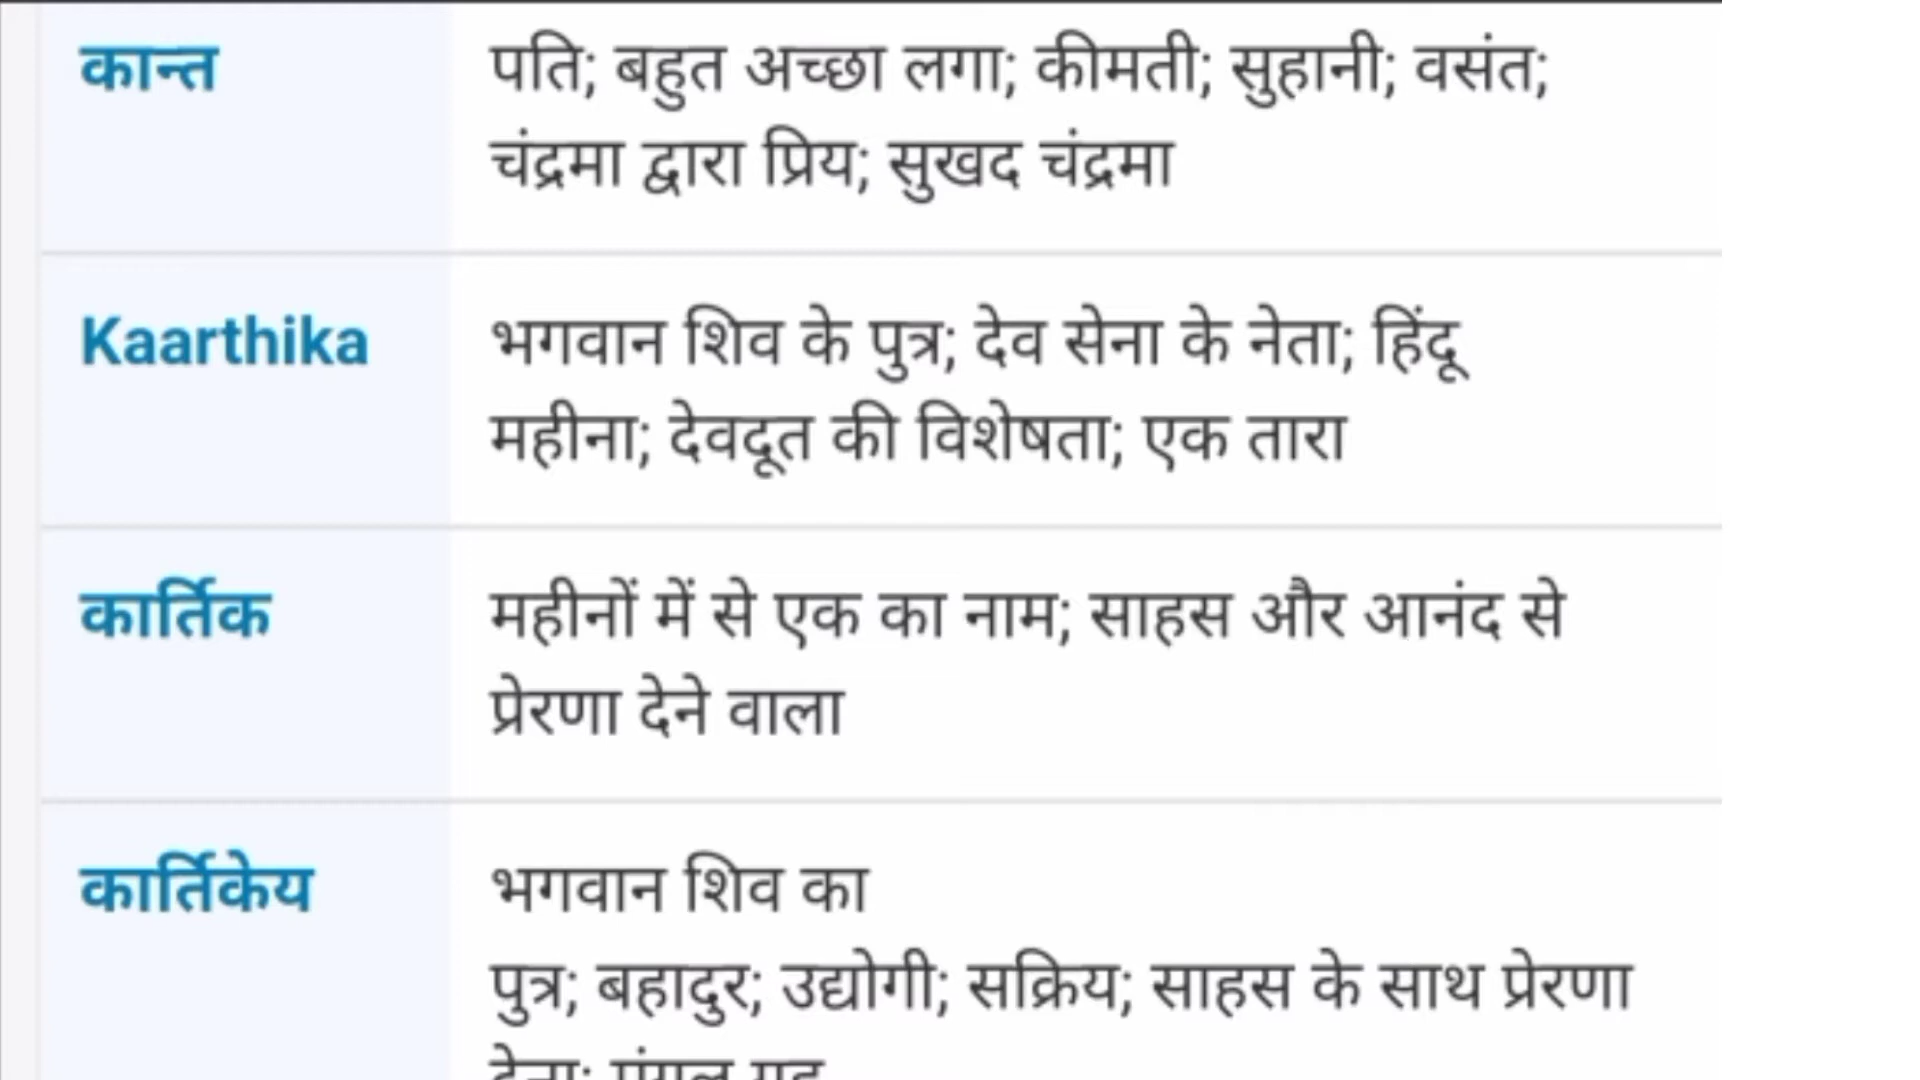 कान्त
पति; बहुत अच्छा लगा; कीमती; सुहानी; वसंत;
चंद्रमा द्वारा प्रिय; सुखद चंद्रमा
Kaarthika
भगवान शिव के पुत्र; देव सेना के नेता; हिंदू
महीना; देवदूत की विशेषता; एक तारा
कार्तिक
महीनों में से एक का नाम; साहस और आनंद से
प्रेरणा देने वाला
कार्तिकेय
भगवान शिव का
पुत्र; बहादुर; उद्योगी; सक्रिय; साहस के साथ प्रेरणा